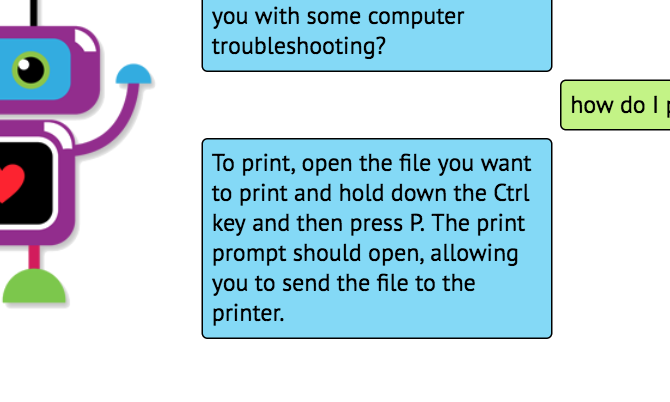 you with some computer
troubleshooting?
how do I
To print, open the file you want
to print and hold down the Ctrl
key and then press P. The print
prompt should open, allowing
you to send the file to the
printer.